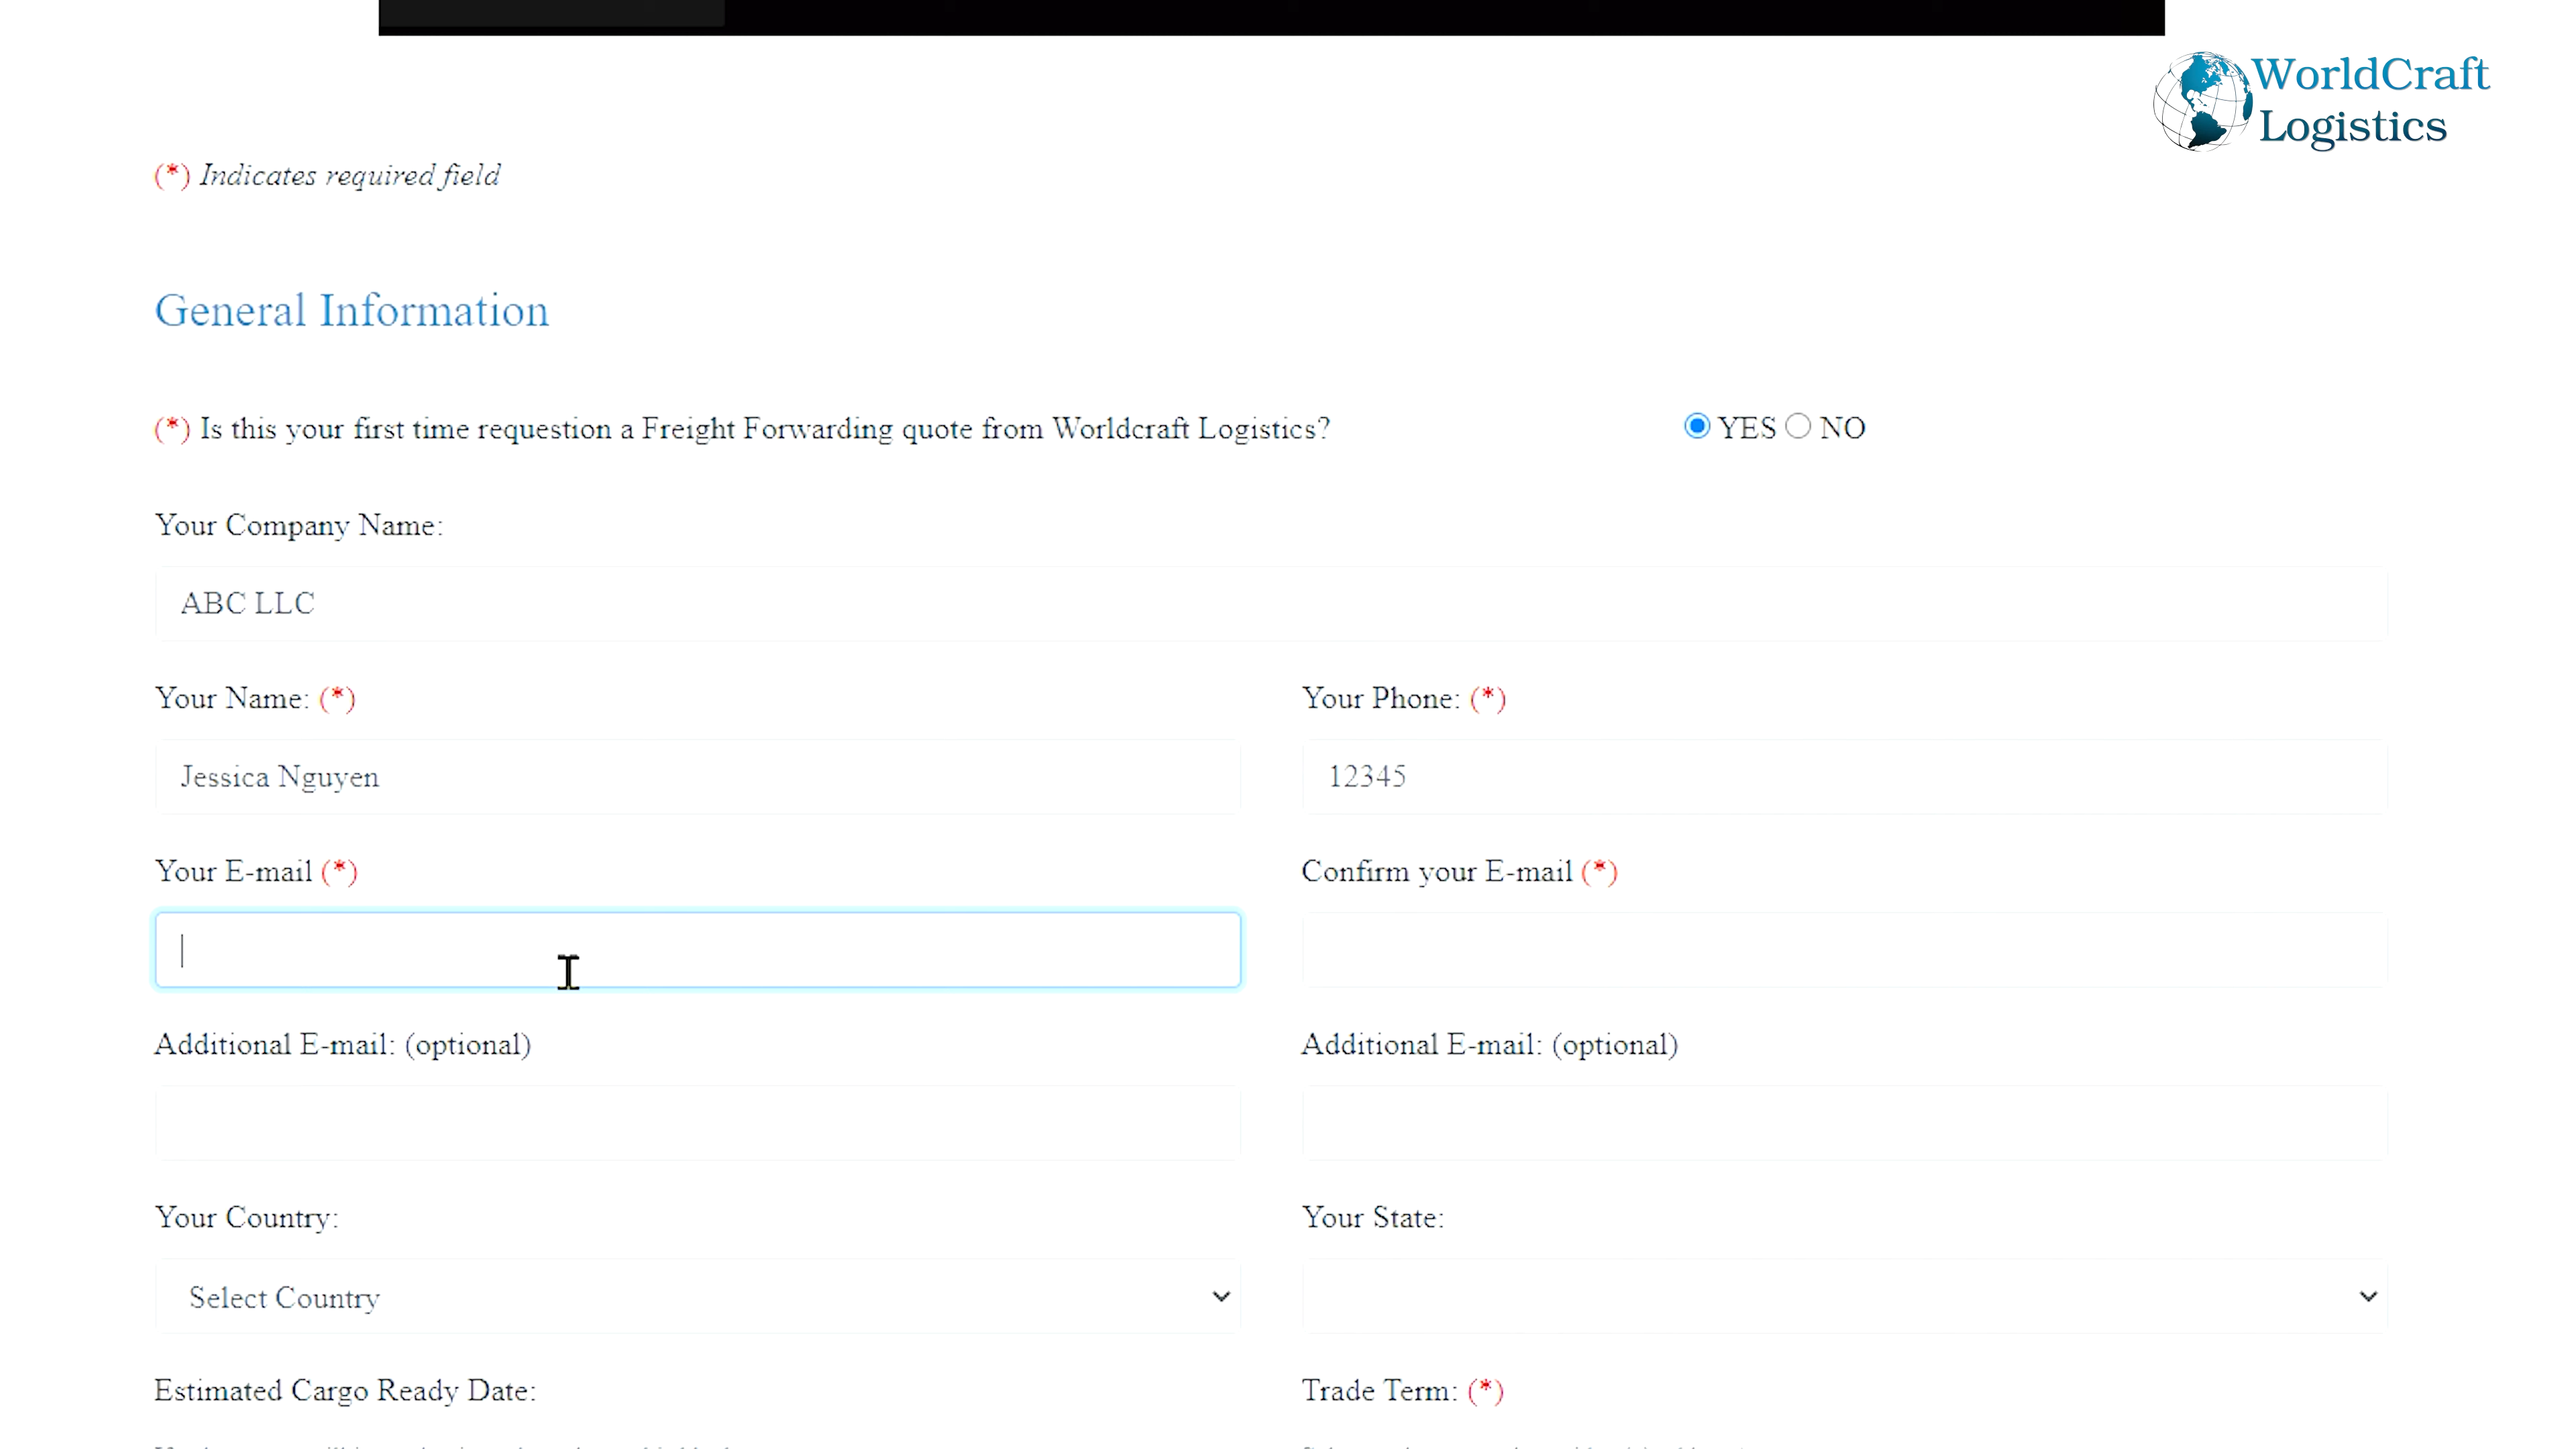 WorldCraft
Logistics
(*) Indicates required field
General Information
(*) Is this your first time requestion a Freight Forwarding quote from Worldcraft Logistics?
YES NO
Your Company Name:
ABC LLC
Your Name: (*)
Your Phone: (*)
Jessica Nguyen
12345
Your E-mail (*)
Confirm your E-mail (*)
Additional E-mail: (optional)
Additional E-mail: (optional)
Your Country:
Your State:
Select Country
Estimated Cargo Ready Date:
Trade Term: (*)